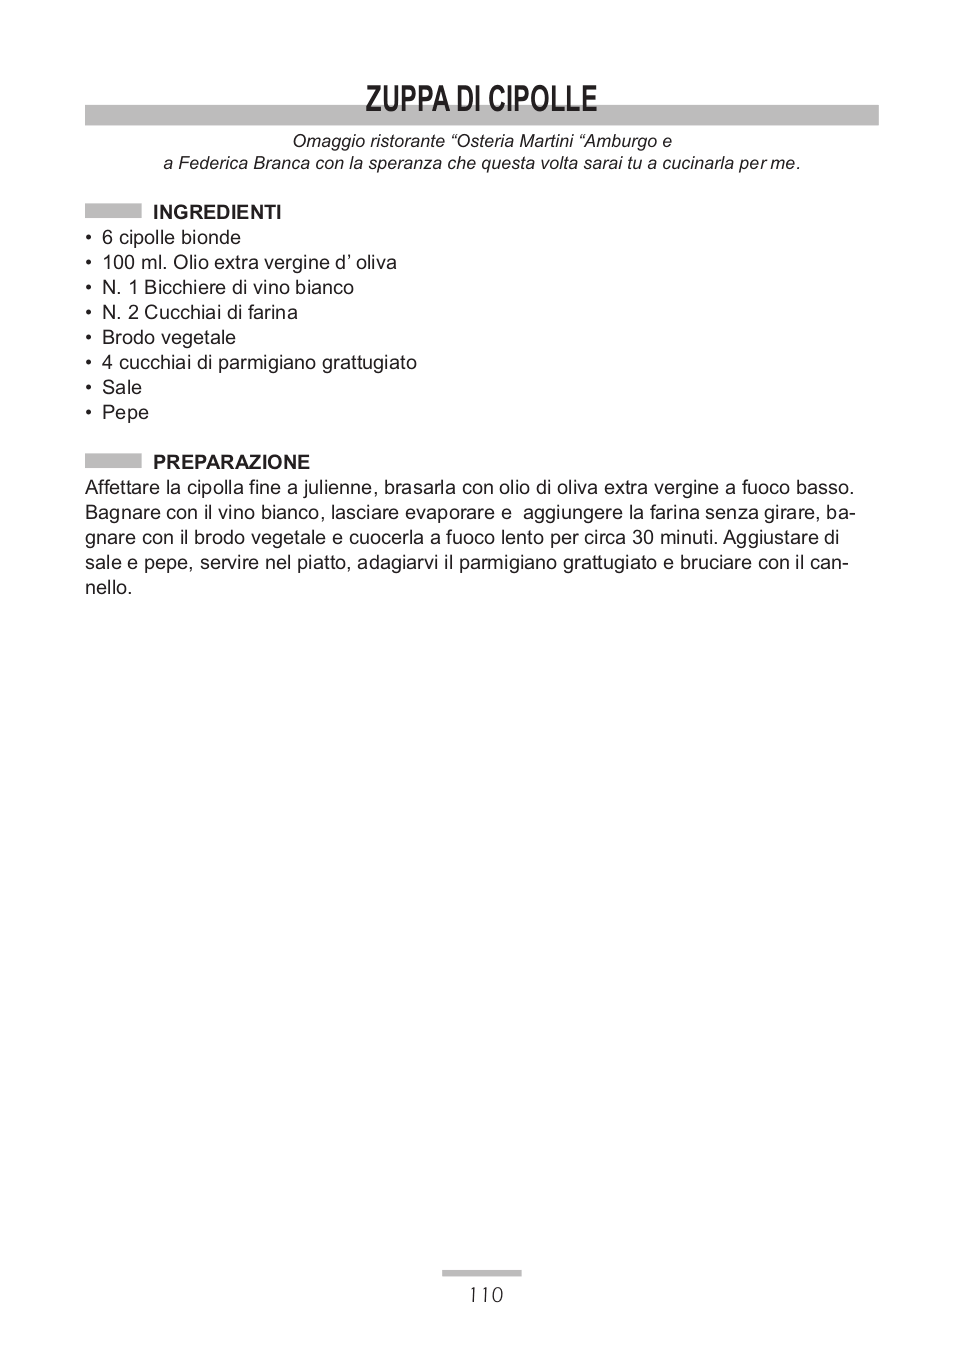 ZUPPA DI CIPOLLE
Omaggio ristorante “Osteria Martini “Amburgo e
a Federica Branca con la speranza che questa volta sarai tu a cucinarla per me.
INGREDIENTI
• 6 cipolle bionde
• 100 ml. Olio extra vergine d’ oliva
• N. 1 Bicchiere di vino bianco
• N. 2 Cucchiai di farina
• Brodo vegetale
• 4 cucchiai di parmigiano grattugiato
• Sale
• Pepe
PREPARAZIONE
Affettare la cipolla fine a julienne, brasarla con olio di oliva extra vergine a fuoco basso.
Bagnare con il vino bianco, lasciare evaporare e  aggiungere la farina senza girare, ba-
gnare con il brodo vegetale e cuocerla a fuoco lento per circa 30 minuti. Aggiustare di
sale e pepe, servire nel piatto, adagiarvi il parmigiano grattugiato e bruciare con il can-
nello.
110